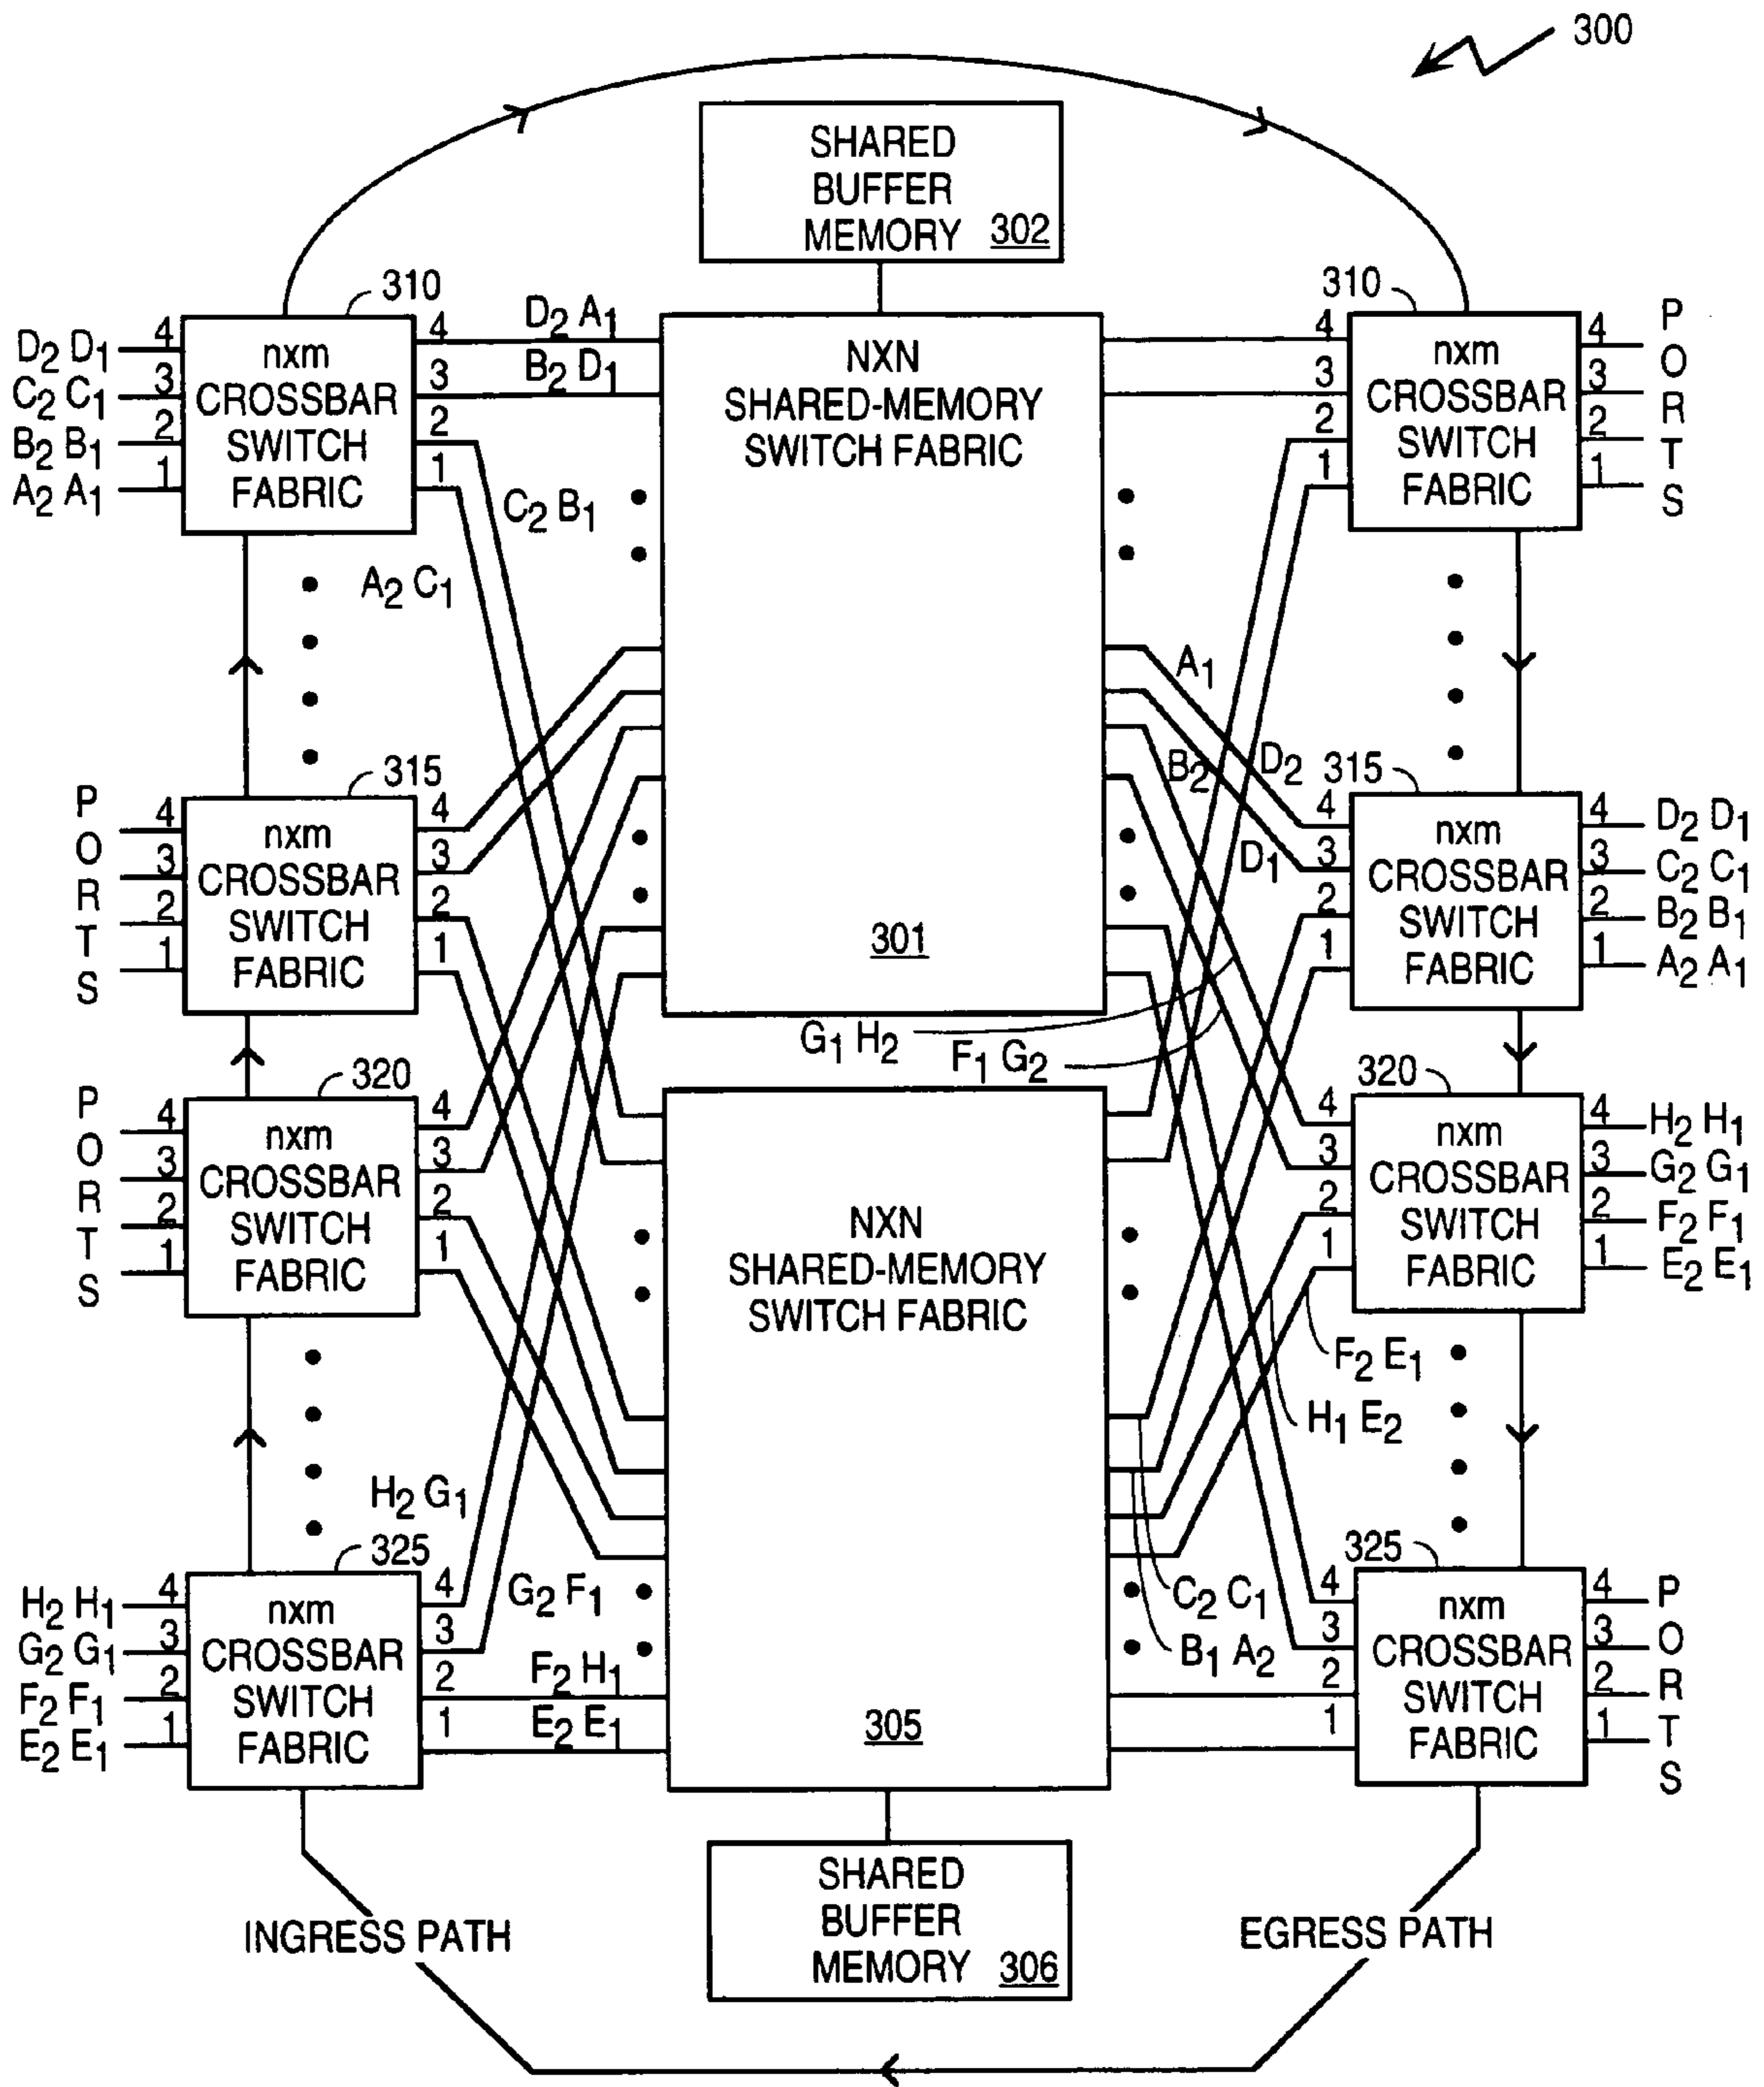 300
SHARED
BUFFER
MEMORY 302
310
D2 D1 4
C2 C1 3
B2 B1 2
A2 A1 1
nxm
CROSSBAR
SWITCH
FABRIC
4 D2 A1
3 B2 D1
2 C2 B1
1 A2 C1
NXN
SHARED-MEMORY
SWITCH FABRIC
301
310
4
3
2
1
nxm
CROSSBAR
SWITCH
FABRIC
4
3
2
1
PORTS
315
PORTS
4
3
2
1
nxm
CROSSBAR
SWITCH
FABRIC
4
3
2
1
A1
D2
B2
D1
315
4
3
2
1
nxm
CROSSBAR
SWITCH
FABRIC
4 D2 D1
3 C2 C1
2 B2 B1
1 A2 A1
G1 H2
F1 G2
320
PORTS
4
3
2
1
nxm
CROSSBAR
SWITCH
FABRIC
4
3
2
1
NXN
SHARED-MEMORY
SWITCH FABRIC
305
320
4
3
2
1
nxm
CROSSBAR
SWITCH
FABRIC
4 H2 H1
3 G2 G1
2 F2 F1
1 E2 E1
F2 E1
H1 E2
C2 C1
B1 A2
325
H2 H1 4
G2 G1 3
F2 F1 2
E2 E1 1
nxm
CROSSBAR
SWITCH
FABRIC
4 H2 G1
3 G2 F1
2 F2 H1
1 E2 E1
325
4
3
2
1
nxm
CROSSBAR
SWITCH
FABRIC
4
3
2
1
PORTS
SHARED
BUFFER
MEMORY 306
INGRESS PATH
EGRESS PATH